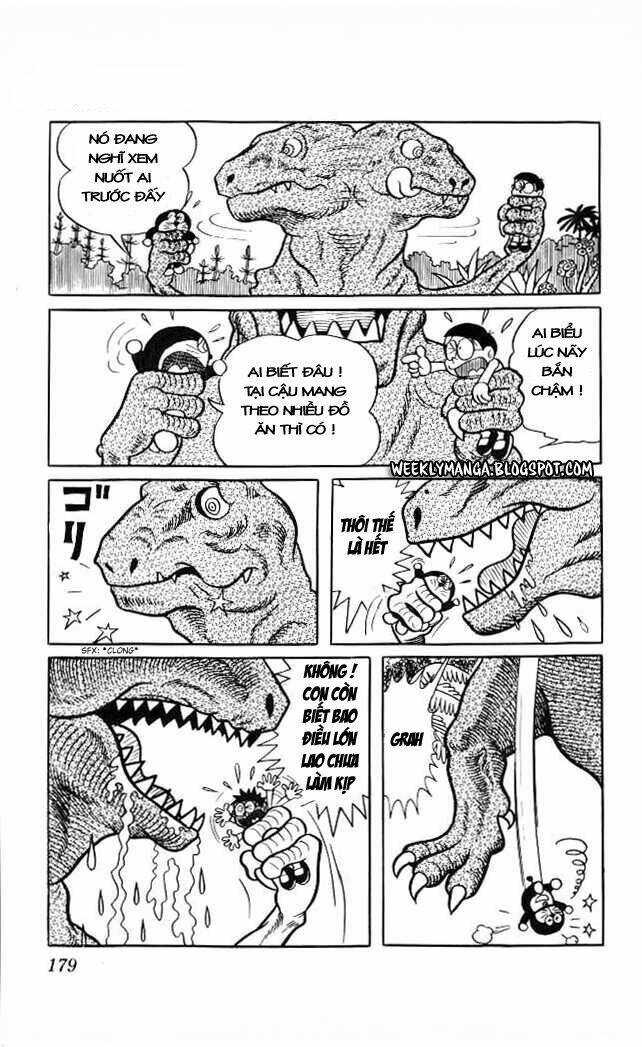 NÓ ĐANG
NGHĨ XEM
NUỐT AI
TRƯỚC ĐẤY
AI BIẾT ĐÂU !
TẠI CẬU MANG
THEO NHIỀU ĐỒ
ĂN THÌ CÓ !
AI BIỂU
LÚC NÃY
BẮN
CHẬM !
WEEKLYMANGA.BLOGSPOT.COM
ゴリ
SFX: *CLONG*
THÔI THẾ
LÀ HẾT
KHÔNG !
CON CÒN
BIẾT BAO
ĐIỀU LỚN
LAO CHƯA
LÀM KỊP
GRAH
179